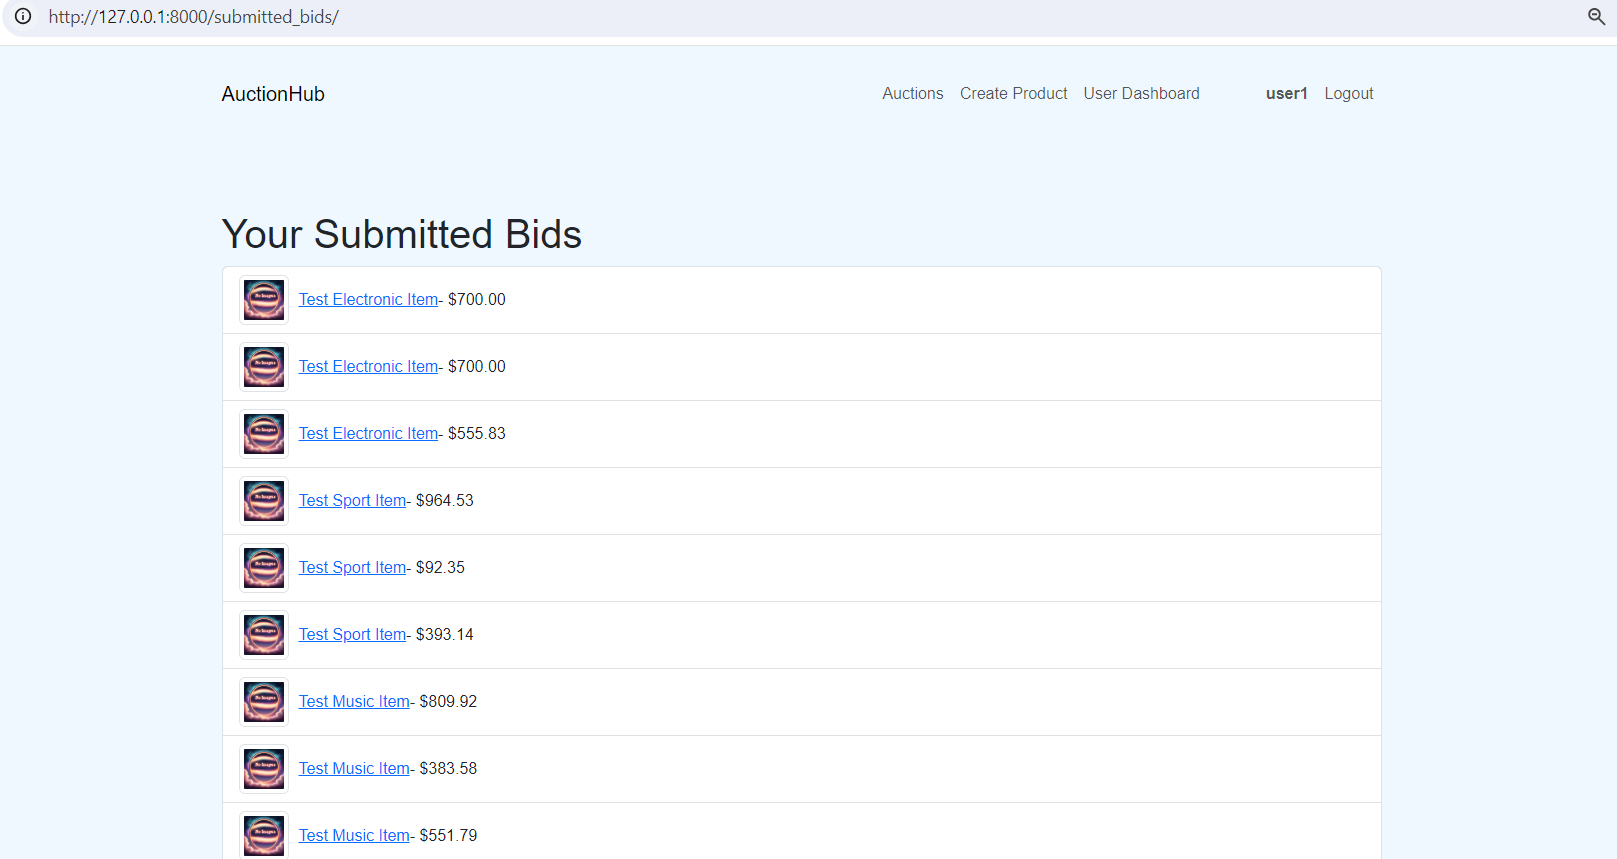 http://127.0.0.1:8000/submitted_bids/
AuctionHub Auctions Create Product User Dashboard user1 Logout
Your Submitted Bids
Test Electronic Item- $700.00
Test Electronic Item- $700.00
Test Electronic Item- $555.83
Test Sport Item- $964.53
Test Sport Item- $92.35
Test Sport Item- $393.14
Test Music Item- $809.92
Test Music Item- $383.58
Test Music Item- $551.79